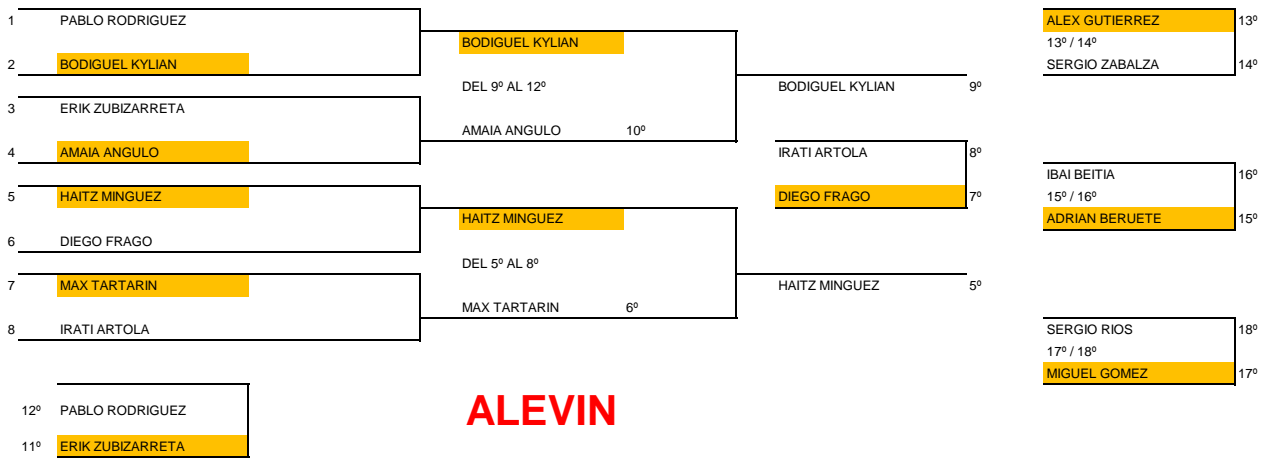 1 PABLO RODRIGUEZ
2 BODIGUEL KYLIAN
3 ERIK ZUBIZARRETA
4 AMAIA ANGULO
5 HAITZ MINGUEZ
6 DIEGO FRAGO
7 MAX TARTARIN
8 IRATI ARTOLA
BODIGUEL KYLIAN
DEL 9º AL 12º
AMAIA ANGULO 10º
HAITZ MINGUEZ
DEL 5º AL 8º
MAX TARTARIN 6º
BODIGUEL KYLIAN 9º
IRATI ARTOLA 8º
DIEGO FRAGO 7º
HAITZ MINGUEZ 5º
ALEX GUTIERREZ 13º
13º / 14º
SERGIO ZABALZA 14º
IBAI BEITIA 16º
15º / 16º
ADRIAN BERUETE 15º
SERGIO RIOS 18º
17º / 18º
MIGUEL GOMEZ 17º
12º PABLO RODRIGUEZ
11º ERIK ZUBIZARRETA
ALEVIN